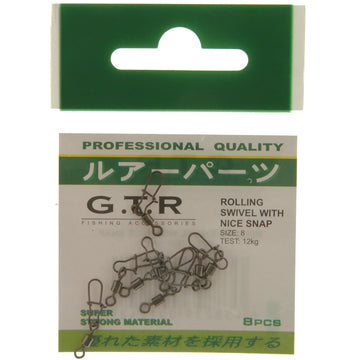 PROFESSIONAL QUALITY
ルアーパーツ
G.T.R
FISHING ACCESSORIES
ROLLING
SWIVEL WITH
NICE SNAP
SIZE: 8
TEST: 12kg
SUPER
STRONG MATERIAL
8PCS
優れた素材を採用する